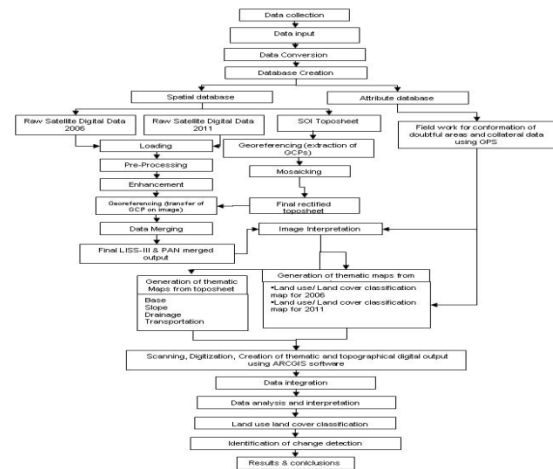 Data collection
Data input
Data Conversion
Database Creation
Spatial database
Attribute database
Raw Satellite Digital Data
2006
Raw Satellite Digital Data
2011
SOI Toposheet
Field work for conformation of
doubtful areas and collateral data
using GPS
Loading
Georeferencing (extraction of
GCPs)
Pre-Processing
Mosaicking
Enhancement
Georeferencing (transfer of
GCP on image)
Final rectified
toposheet
Data Merging
Image Interpretation
Final LISS-III & PAN merged
output
Generation of thematic
Maps from toposheet
Base
Slope
Drainage
Transportation
Generation of thematic maps from
•Land use/ Land cover classification
map for 2006
•Land use/ Land cover classification
map for 2011
Scanning, Digitization, Creation of thematic and topographical digital output
using ARCGIS software
Data integration
Data analysis and interpretation
Land use land cover classification
Identification of change detection
Results & coniclusions